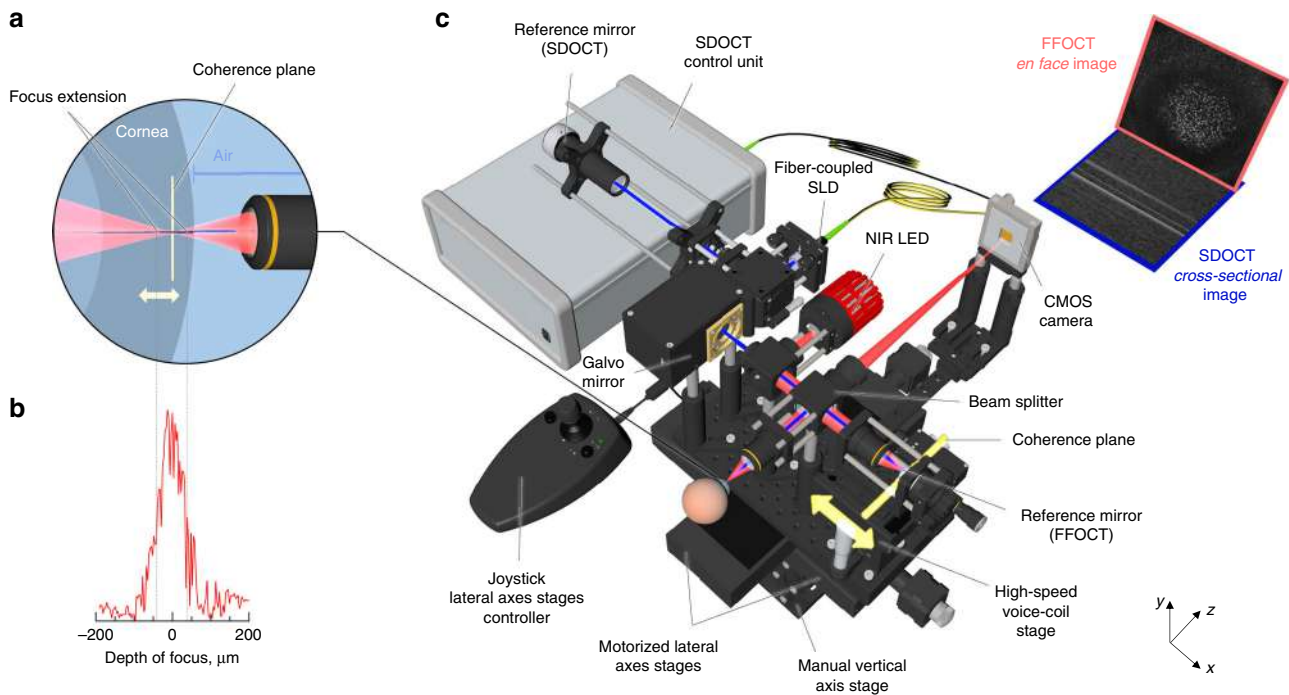 a
Coherence plane
Focus extension
Cornea
Air
b
−200
0
200
Depth of focus, μm
c
Reference mirror
(SDOCT)
SDOCT
control unit
Fiber-coupled
SLD
NIR LED
FFOCT
en face image
SDOCT
cross-sectional
image
CMOS
camera
Galvo
mirror
Beam splitter
Coherence plane
Reference mirror
(FFOCT)
High-speed
voice-coil
stage
Joystick
lateral axes stages
controller
Motorized lateral
axes stages
Manual vertical
axis stage
y
z
x